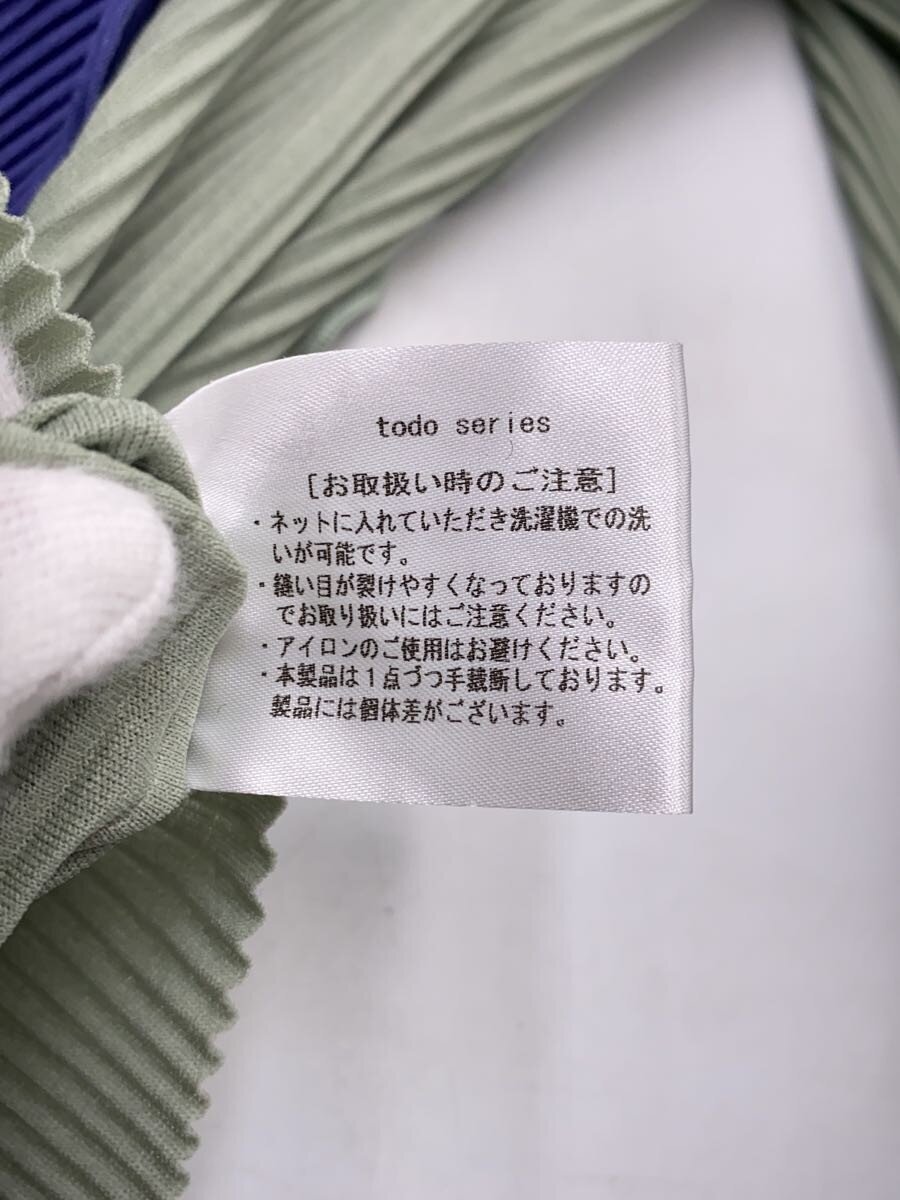 todo series
[お取扱い時のご注意]
・ネットに入れていただき洗濯機での洗
いが可能です。
・縫い目が裂けやすくなっておりますの
でお取り扱いにはご注意ください。
・アイロンのご使用はお避けください。
・本製品は１点づつ手裁断しております。
製品には個体差がございます。